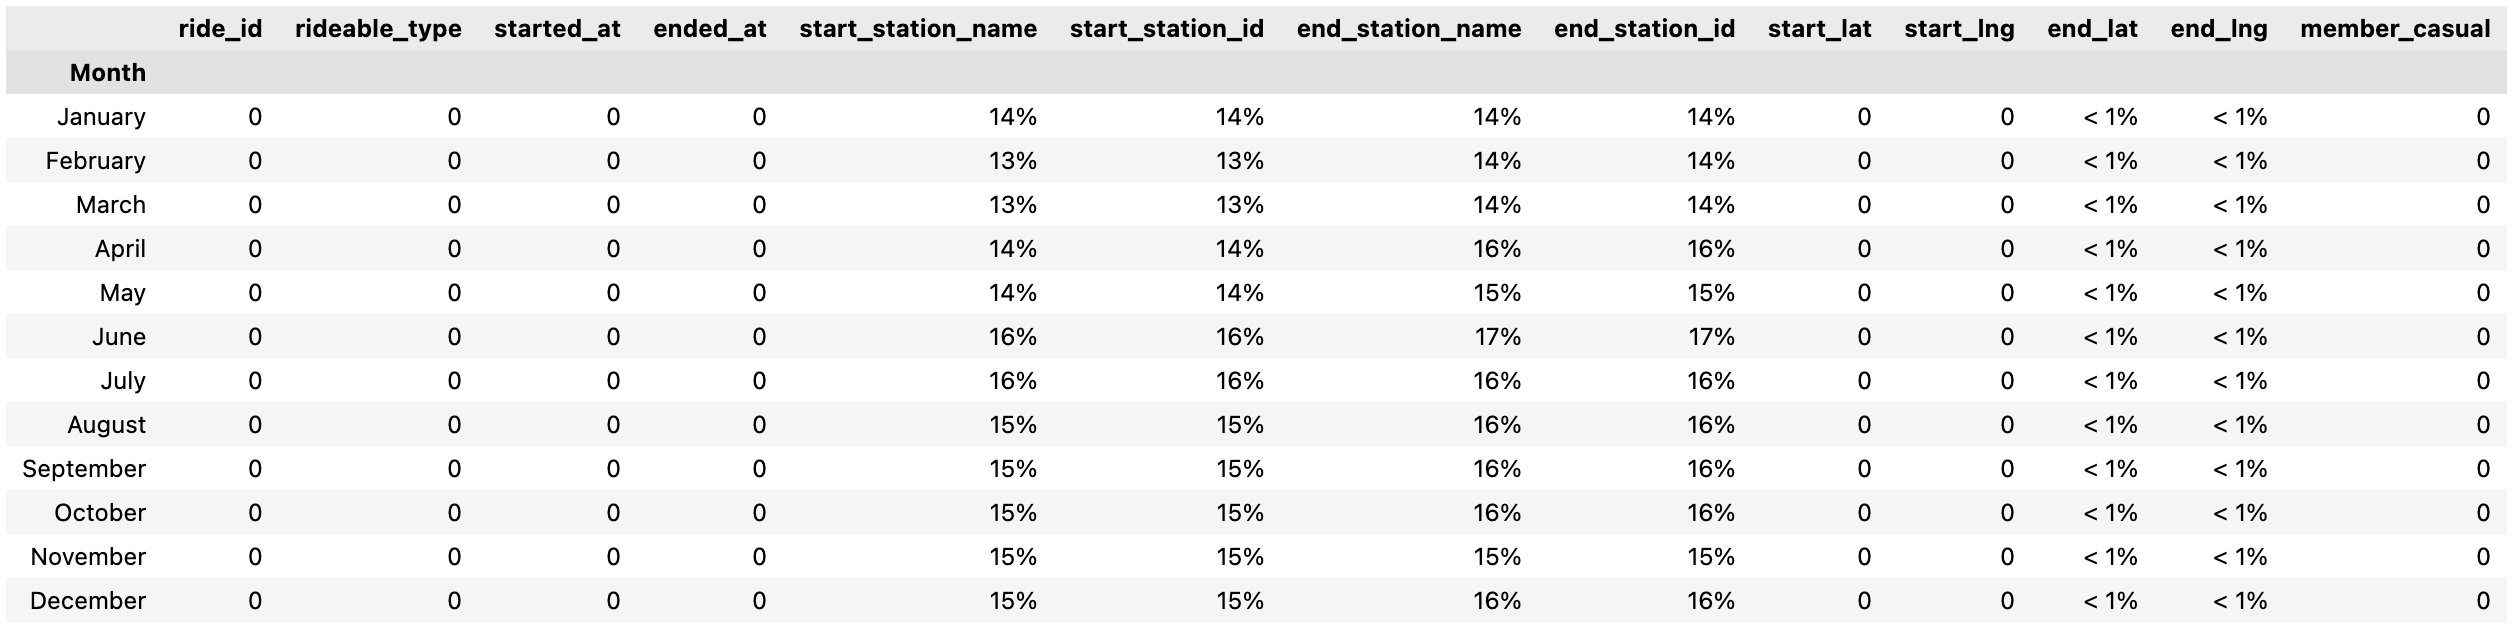 ride_id rideable_type started_at ended_at start_station_name start_station_id end_station_name end_station_id start_lat start_lng end_lat end_lng member_casual
Month
January 0 0 0 0 14% 14% 14% 14% 0 0 < 1% < 1% 0
February 0 0 0 0 13% 13% 14% 14% 0 0 < 1% < 1% 0
March 0 0 0 0 13% 13% 14% 14% 0 0 < 1% < 1% 0
April 0 0 0 0 14% 14% 16% 16% 0 0 < 1% < 1% 0
May 0 0 0 0 14% 14% 15% 15% 0 0 < 1% < 1% 0
June 0 0 0 0 16% 16% 17% 17% 0 0 < 1% < 1% 0
July 0 0 0 0 16% 16% 16% 16% 0 0 < 1% < 1% 0
August 0 0 0 0 15% 15% 16% 16% 0 0 < 1% < 1% 0
September 0 0 0 0 15% 15% 16% 16% 0 0 < 1% < 1% 0
October 0 0 0 0 15% 15% 16% 16% 0 0 < 1% < 1% 0
November 0 0 0 0 15% 15% 15% 15% 0 0 < 1% < 1% 0
December 0 0 0 0 15% 15% 16% 16% 0 0 < 1% < 1% 0